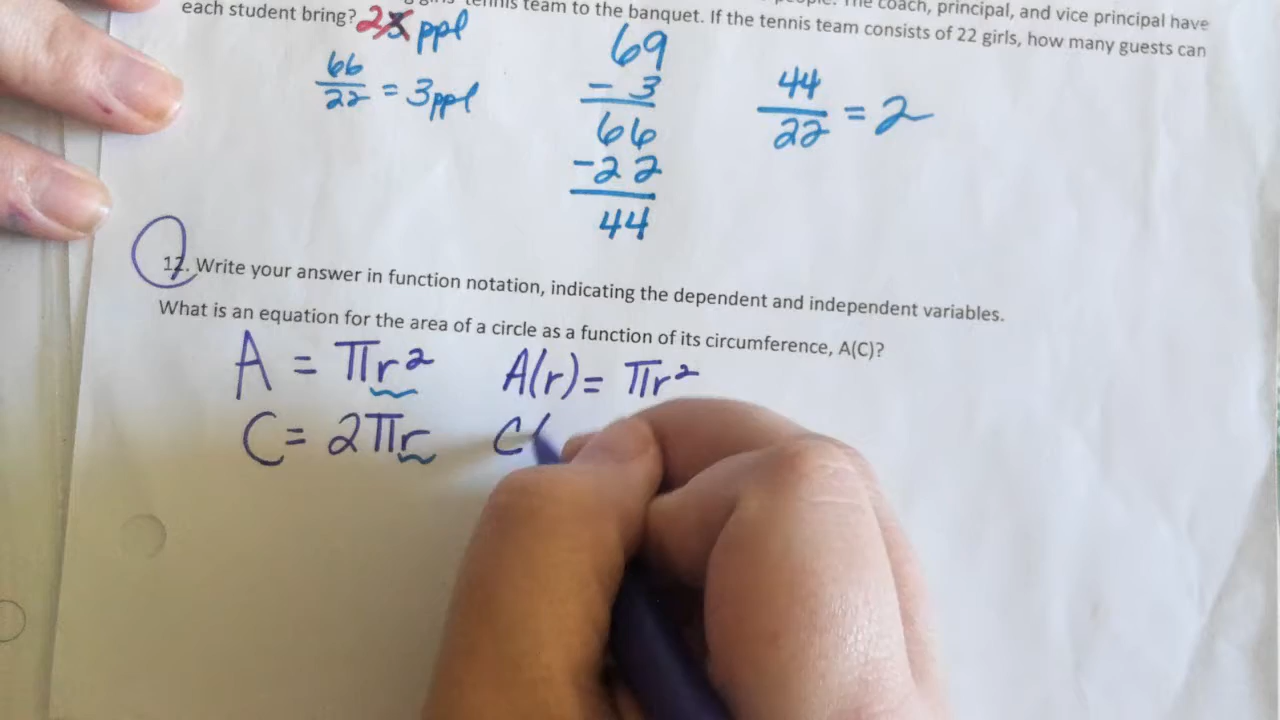 tennis team to the banquet. If the tennis team consists of 22 girls, how many guests can
The coach, principal, and vice principal have
each student bring? 2 ppl
66/22 = 3ppl
69
- 3
66
-22
44
44/22 = 2
12. Write your answer in function notation, indicating the dependent and independent variables.
What is an equation for the area of a circle as a function of its circumference, A(C)?
A = πr² A(r) = πr²
C = 2πr C(